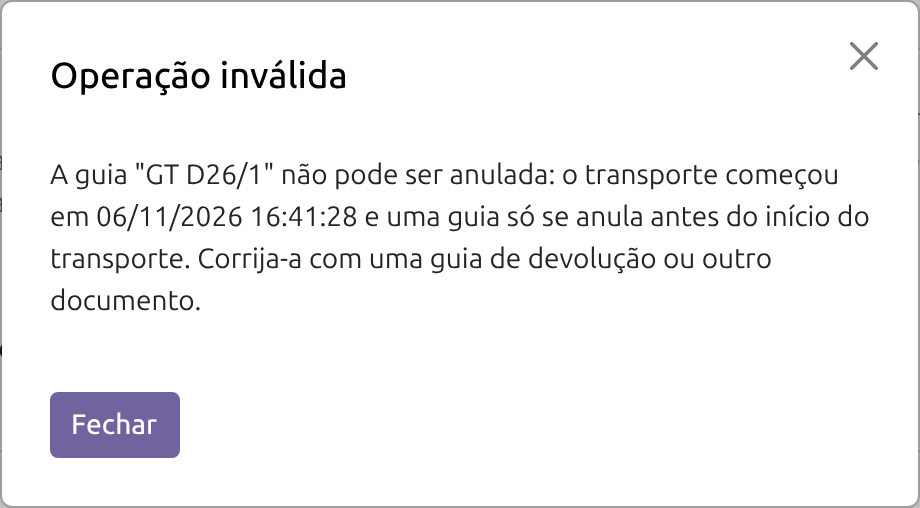 Operação inválida
A guia "GT D26/1" não pode ser anulada: o transporte começou
em 06/11/2026 16:41:28 e uma guia só se anula antes do início do
transporte. Corrija-a com uma guia de devolução ou outro
documento.
Fechar